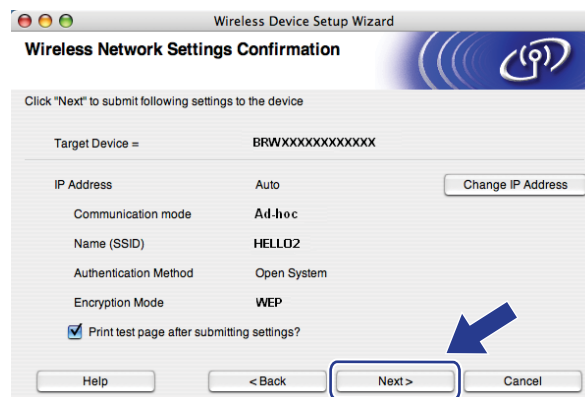 Wireless Device Setup Wizard
Wireless Network Settings Confirmation
Click "Next" to submit following settings to the device
Target Device = BRWXXXXXXXXXXXX
IP Address Auto Change IP Address
Communication mode Ad-hoc
Name (SSID) HELLO2
Authentication Method Open System
Encryption Mode WEP
Print test page after submitting settings?
Help < Back Next > Cancel